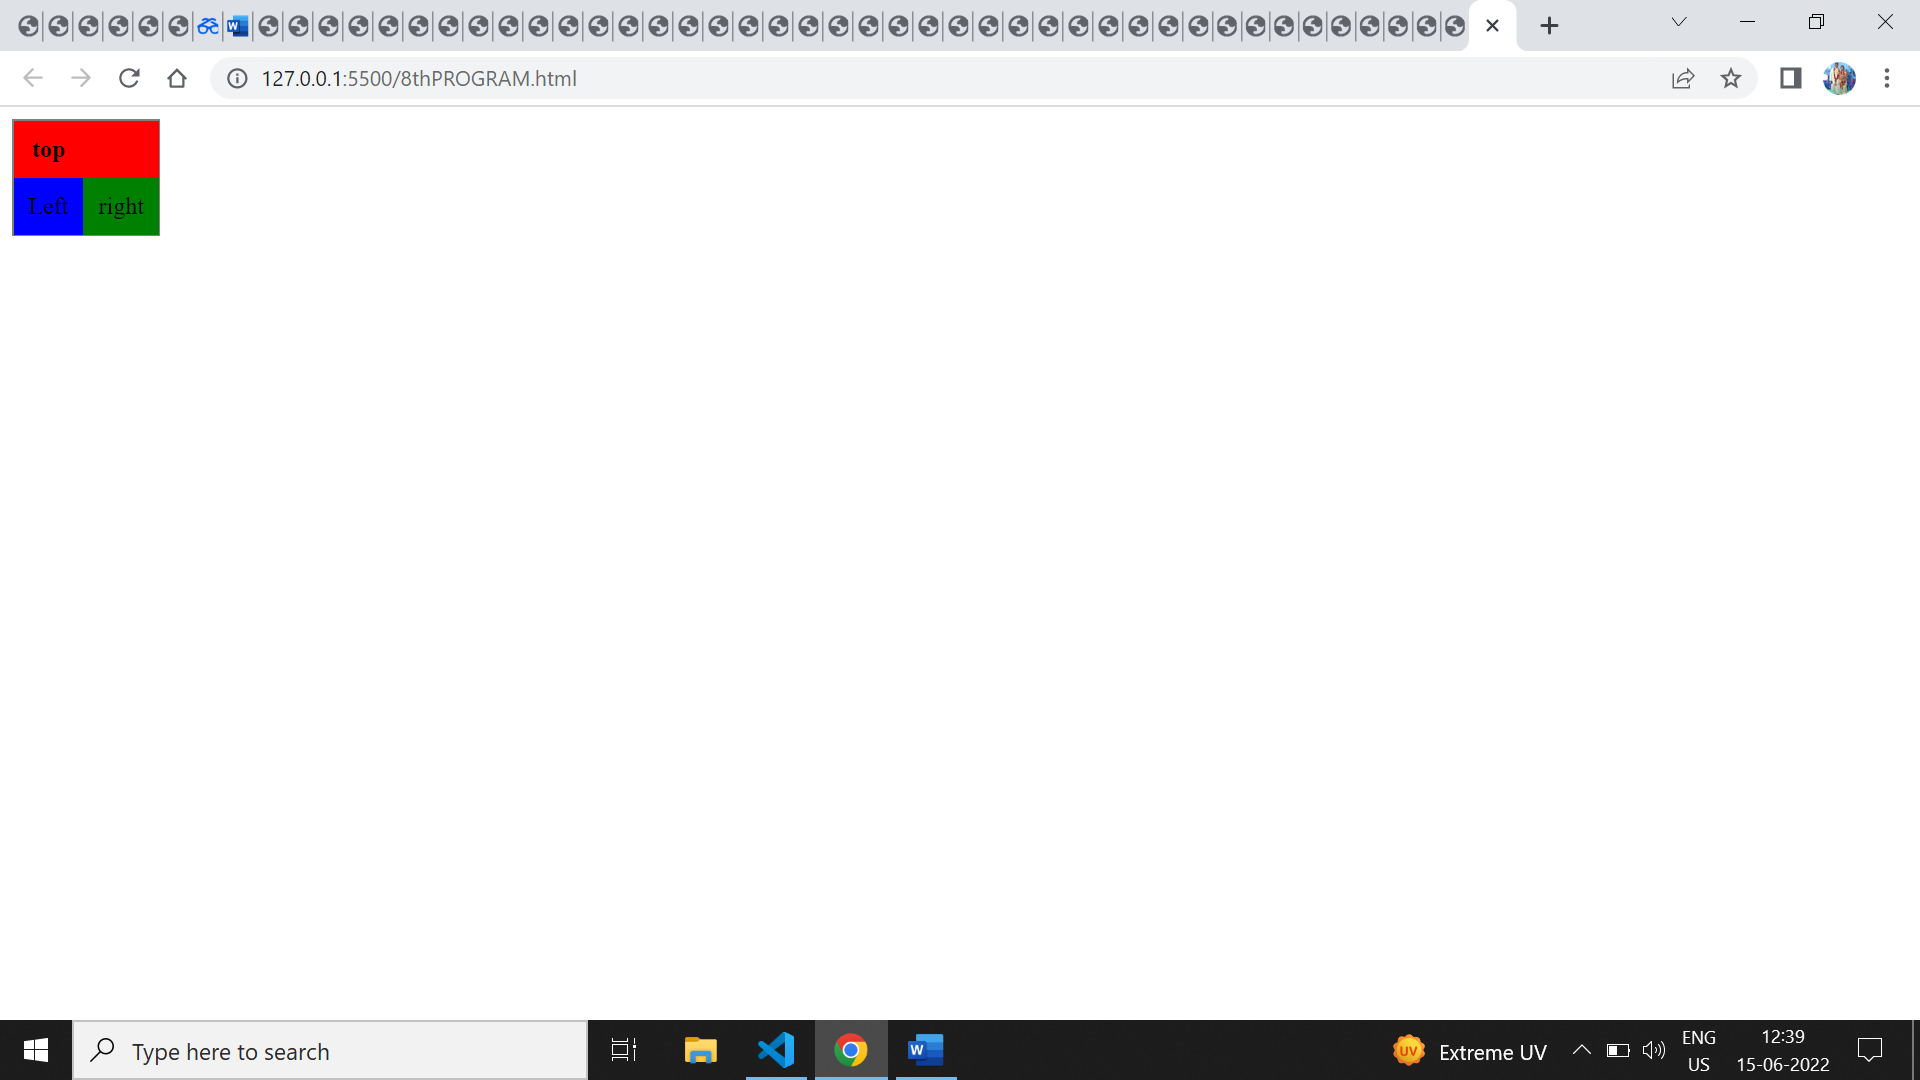 127.0.0.1:5500/8thPROGRAM.html
top
Left right
Type here to search
UV Extreme UV
ENG
US
12:39
15-06-2022